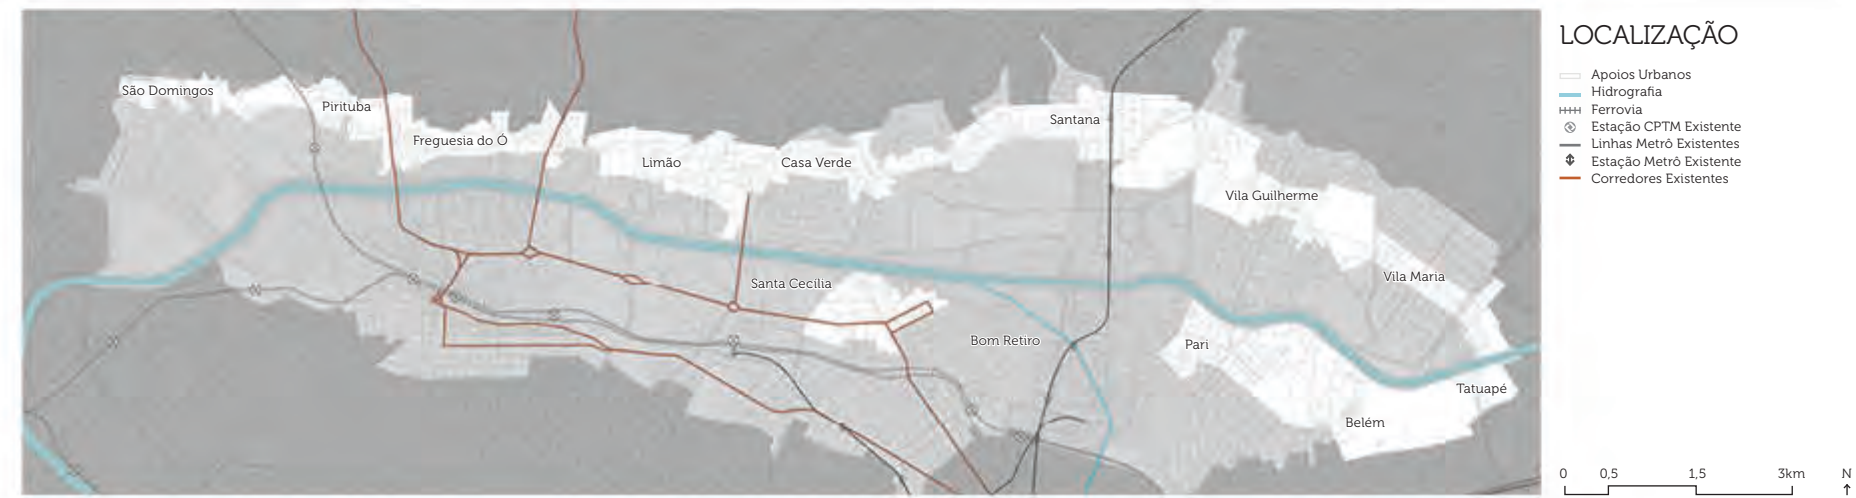 LOCALIZAÇÃO
Apoios Urbanos
Hidrografia
Ferrovia
Estação CPTM Existente
Linhas Metrô Existentes
Estação Metrô Existente
Corredores Existentes
São Domingos
Pirituba
Freguesia do Ó
Limão
Casa Verde
Santana
Vila Guilherme
Vila Maria
Santa Cecília
Bom Retiro
Pari
Tatuapé
Belém
0 0,5 1,5 3km N